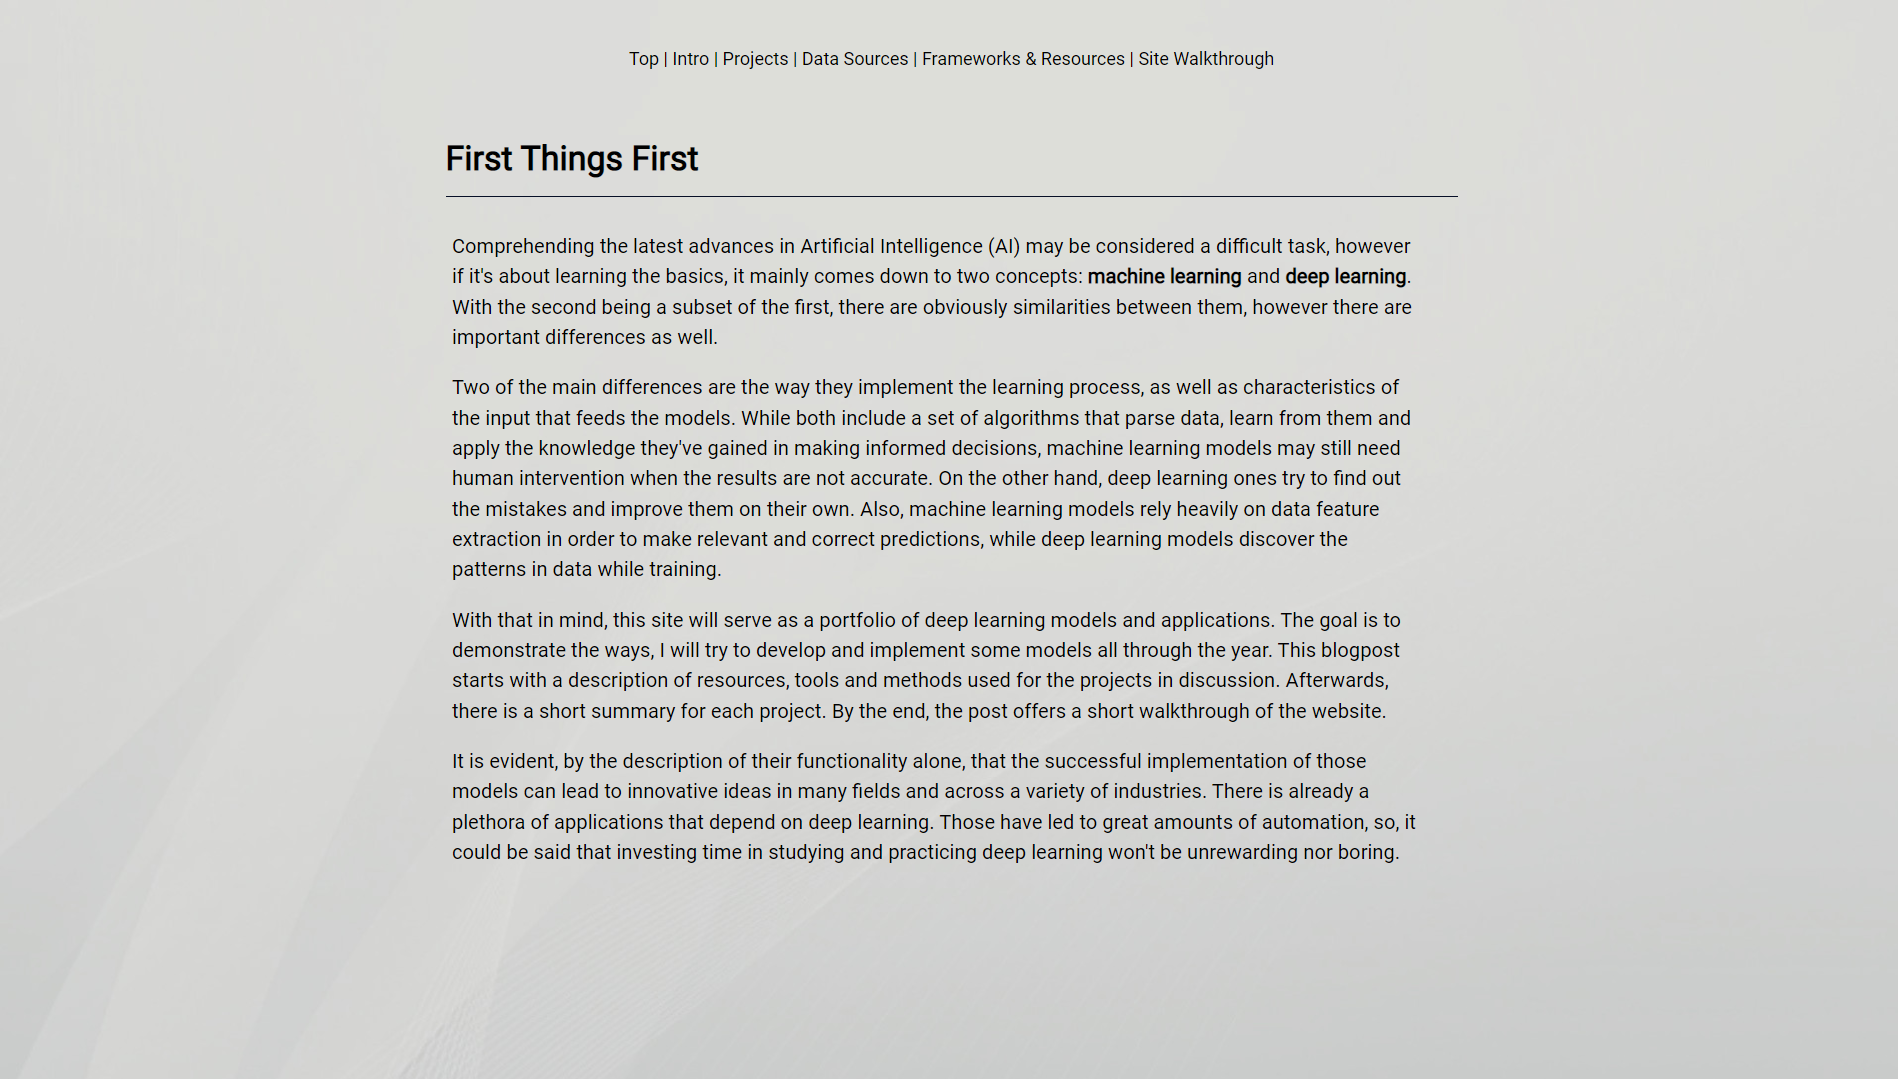 Top | Intro | Projects | Data Sources | Frameworks & Resources | Site Walkthrough
First Things First
Comprehending the latest advances in Artificial Intelligence (AI) may be considered a difficult task, however
if it's about learning the basics, it mainly comes down to two concepts: machine learning and deep learning.
With the second being a subset of the first, there are obviously similarities between them, however there are
important differences as well.
Two of the main differences are the way they implement the learning process, as well as characteristics of
the input that feeds the models. While both include a set of algorithms that parse data, learn from them and
apply the knowledge they've gained in making informed decisions, machine learning models may still need
human intervention when the results are not accurate. On the other hand, deep learning ones try to find out
the mistakes and improve them on their own. Also, machine learning models rely heavily on data feature
extraction in order to make relevant and correct predictions, while deep learning models discover the
patterns in data while training.
With that in mind, this site will serve as a portfolio of deep learning models and applications. The goal is to
demonstrate the ways, I will try to develop and implement some models all through the year. This blogpost
starts with a description of resources, tools and methods used for the projects in discussion. Afterwards,
there is a short summary for each project. By the end, the post offers a short walkthrough of the website.
It is evident, by the description of their functionality alone, that the successful implementation of those
models can lead to innovative ideas in many fields and across a variety of industries. There is already a
plethora of applications that depend on deep learning. Those have led to great amounts of automation, so, it
could be said that investing time in studying and practicing deep learning won't be unrewarding nor boring.